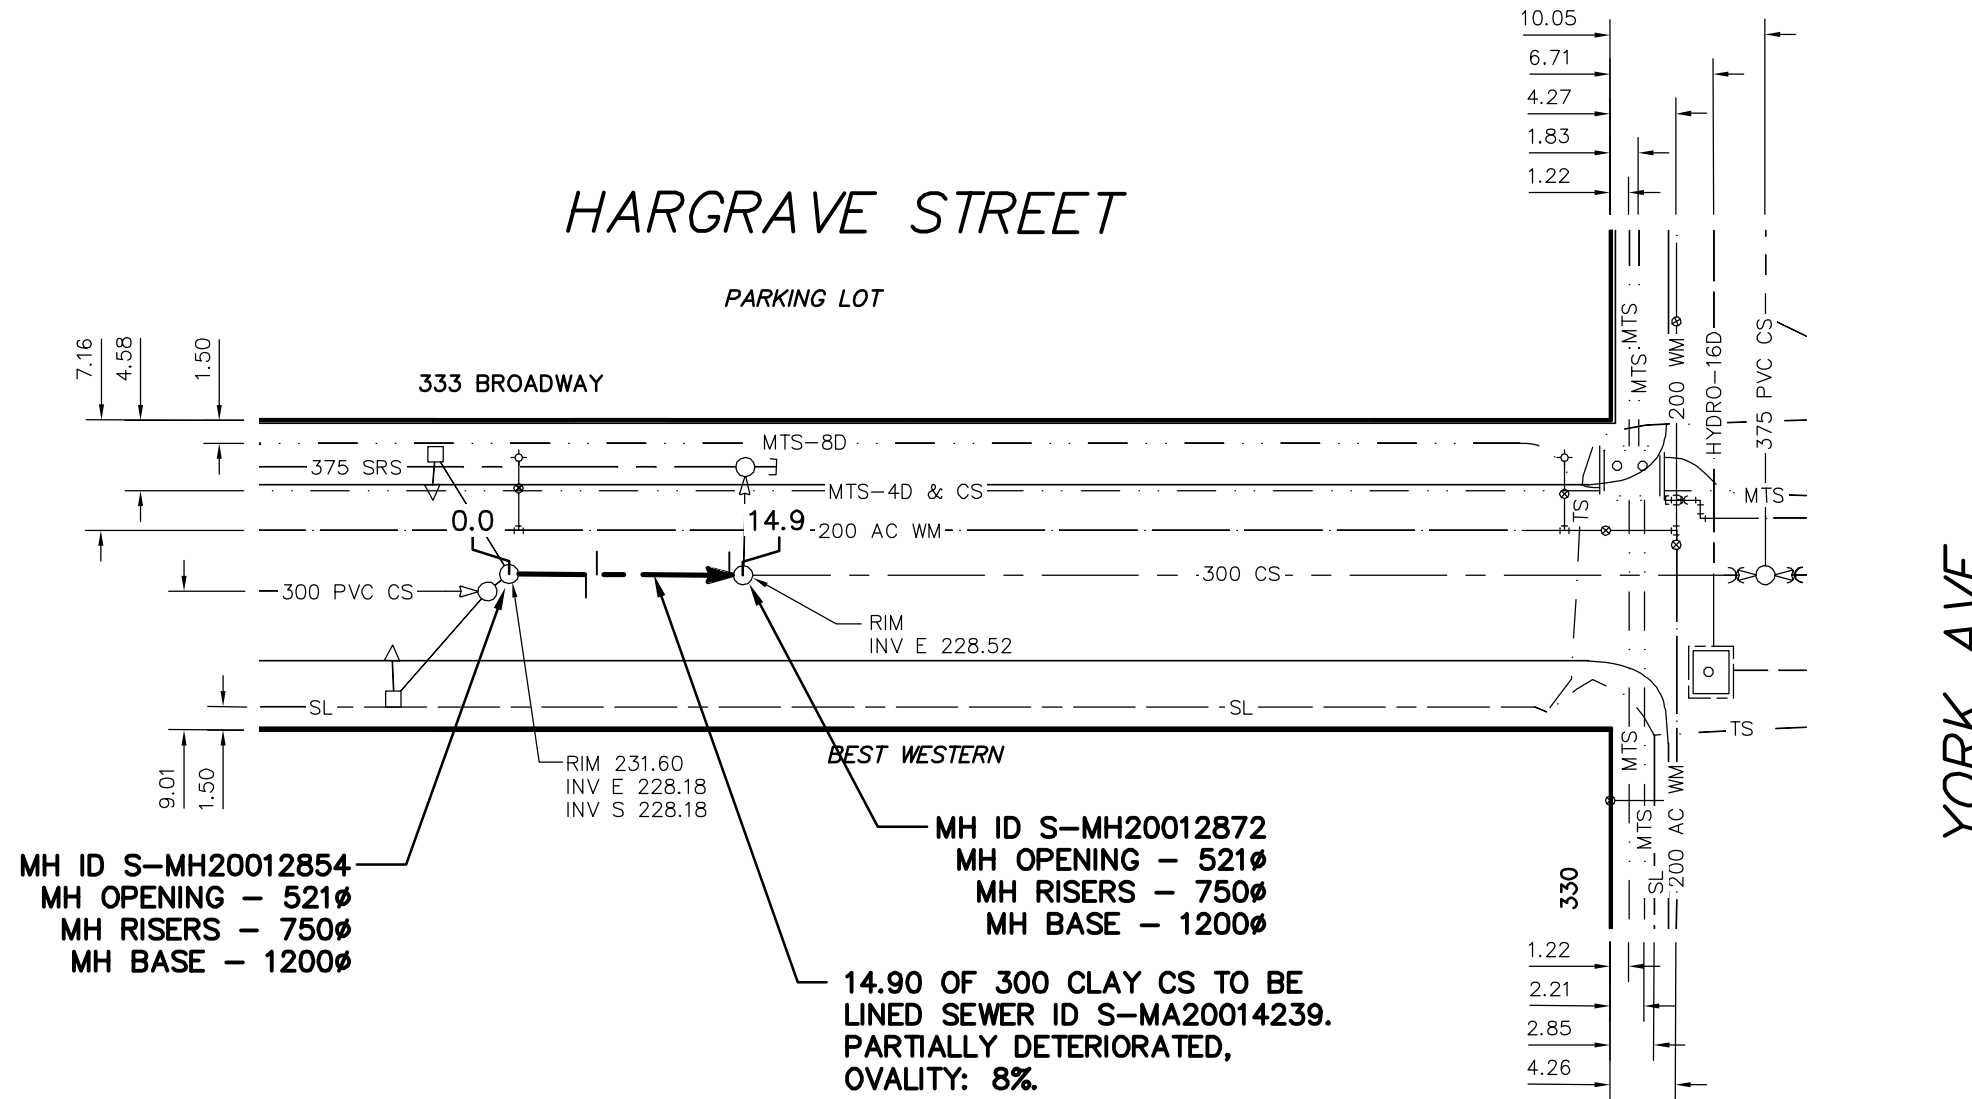 10.05
6.71
4.27
1.83
1.22
HARGRAVE STREET
PARKING LOT
7.16
4.58
1.50
333 BROADWAY
MTS-8D
375 SRS
MTS-4D & CS
0.0
14.9
200 AC WM
300 PVC CS
300 CS
RIM
INV E 228.52
SL
SL
BEST WESTERN
RIM 231.60
INV E 228.18
INV S 228.18
9.01
1.50
MTS
MTS
200 WM
HYDRO-16D
375 PVC CS
MTS
TS
TS
MTS
MTS
SL
200 AC WM
YORK AVE
330
MH ID S-MH20012854
MH OPENING - 521ø
MH RISERS - 750ø
MH BASE - 1200ø
MH ID S-MH20012872
MH OPENING - 521ø
MH RISERS - 750ø
MH BASE - 1200ø
14.90 OF 300 CLAY CS TO BE
LINED SEWER ID S-MA20014239.
PARTIALLY DETERIORATED,
OVALITY: 8%.
1.22
2.21
2.85
4.26